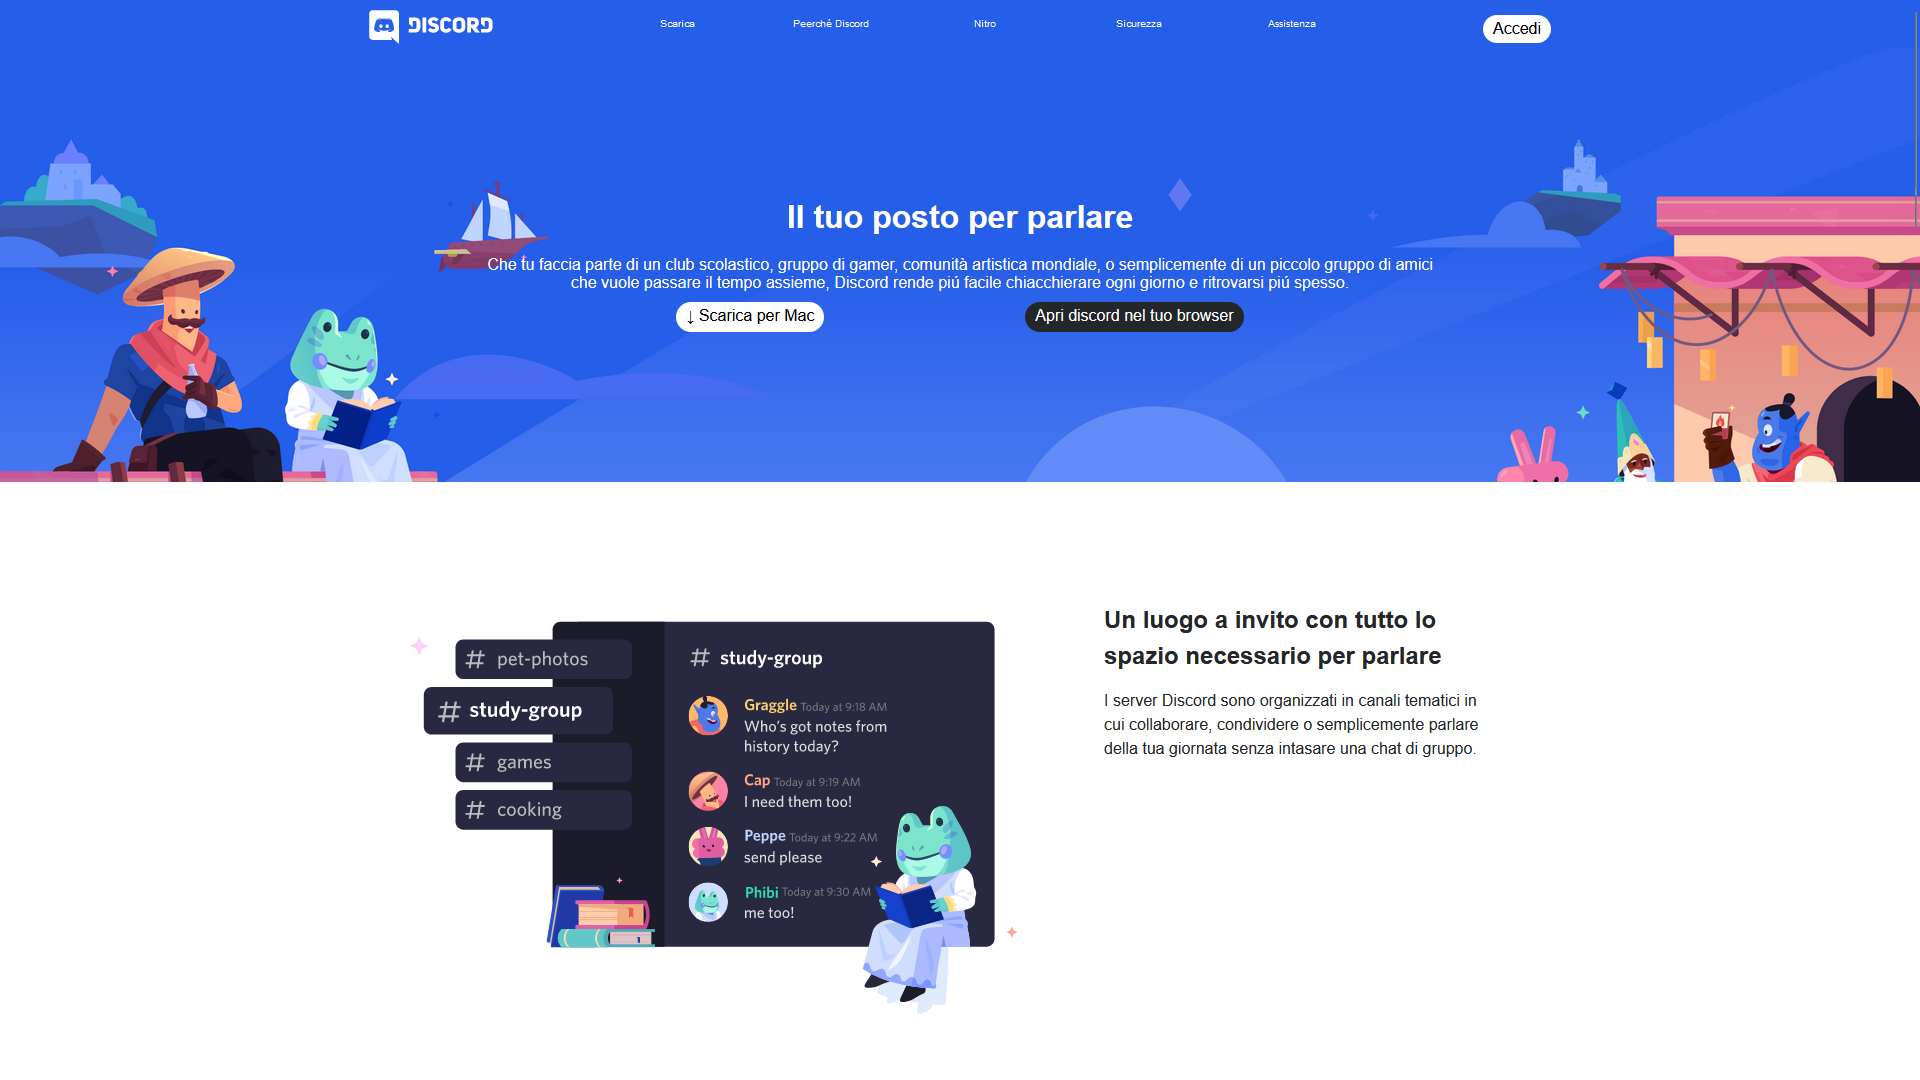 DISCORD
Scarica
Peerché Discord
Nitro
Sicurezza
Assistenza
Accedi
Il tuo posto per parlare
Che tu faccia parte di un club scolastico, gruppo di gamer, comunità artistica mondiale, o semplicemente di un piccolo gruppo di amici
che vuole passare il tempo assieme, Discord rende piú facile chiacchierare ogni giorno e ritrovarsi piú spesso.
↓ Scarica per Mac
Apri discord nel tuo browser
# pet-photos
# study-group
# games
# cooking
# study-group
Graggle Today at 9:18 AM
Who's got notes from
history today?
Cap Today at 9:19 AM
I need them too!
Peppe Today at 9:22 AM
send please
Phibi Today at 9:30 AM
me too!
Un luogo a invito con tutto lo
spazio necessario per parlare
I server Discord sono organizzati in canali tematici in
cui collaborare, condividere o semplicemente parlare
della tua giornata senza intasare una chat di gruppo.